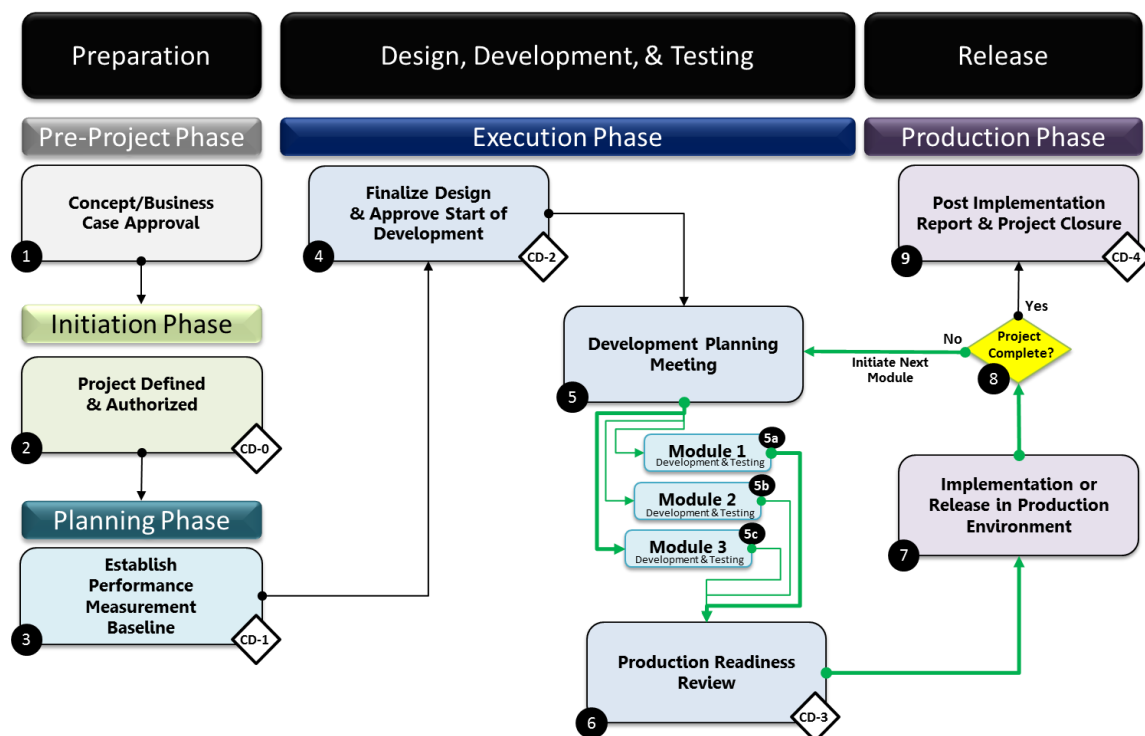 Preparation
Design, Development, & Testing
Release
Pre-Project Phase
Execution Phase
Production Phase
Concept/Business
Case Approval
1
Initiation Phase
Project Defined
& Authorized
2
CD-0
Planning Phase
Establish
Performance
Measurement
Baseline
3
CD-1
Finalize Design
& Approve Start of
Development
4
CD-2
Development Planning
Meeting
5
Module 1
Development & Testing
5a
Module 2
Development & Testing
5b
Module 3
Development & Testing
5c
Production Readiness
Review
6
CD-3
Implementation or
Release in Production
Environment
7
Project
Complete?
8
No
Initiate Next
Module
Yes
Post Implementation
Report & Project Closure
9
CD-4